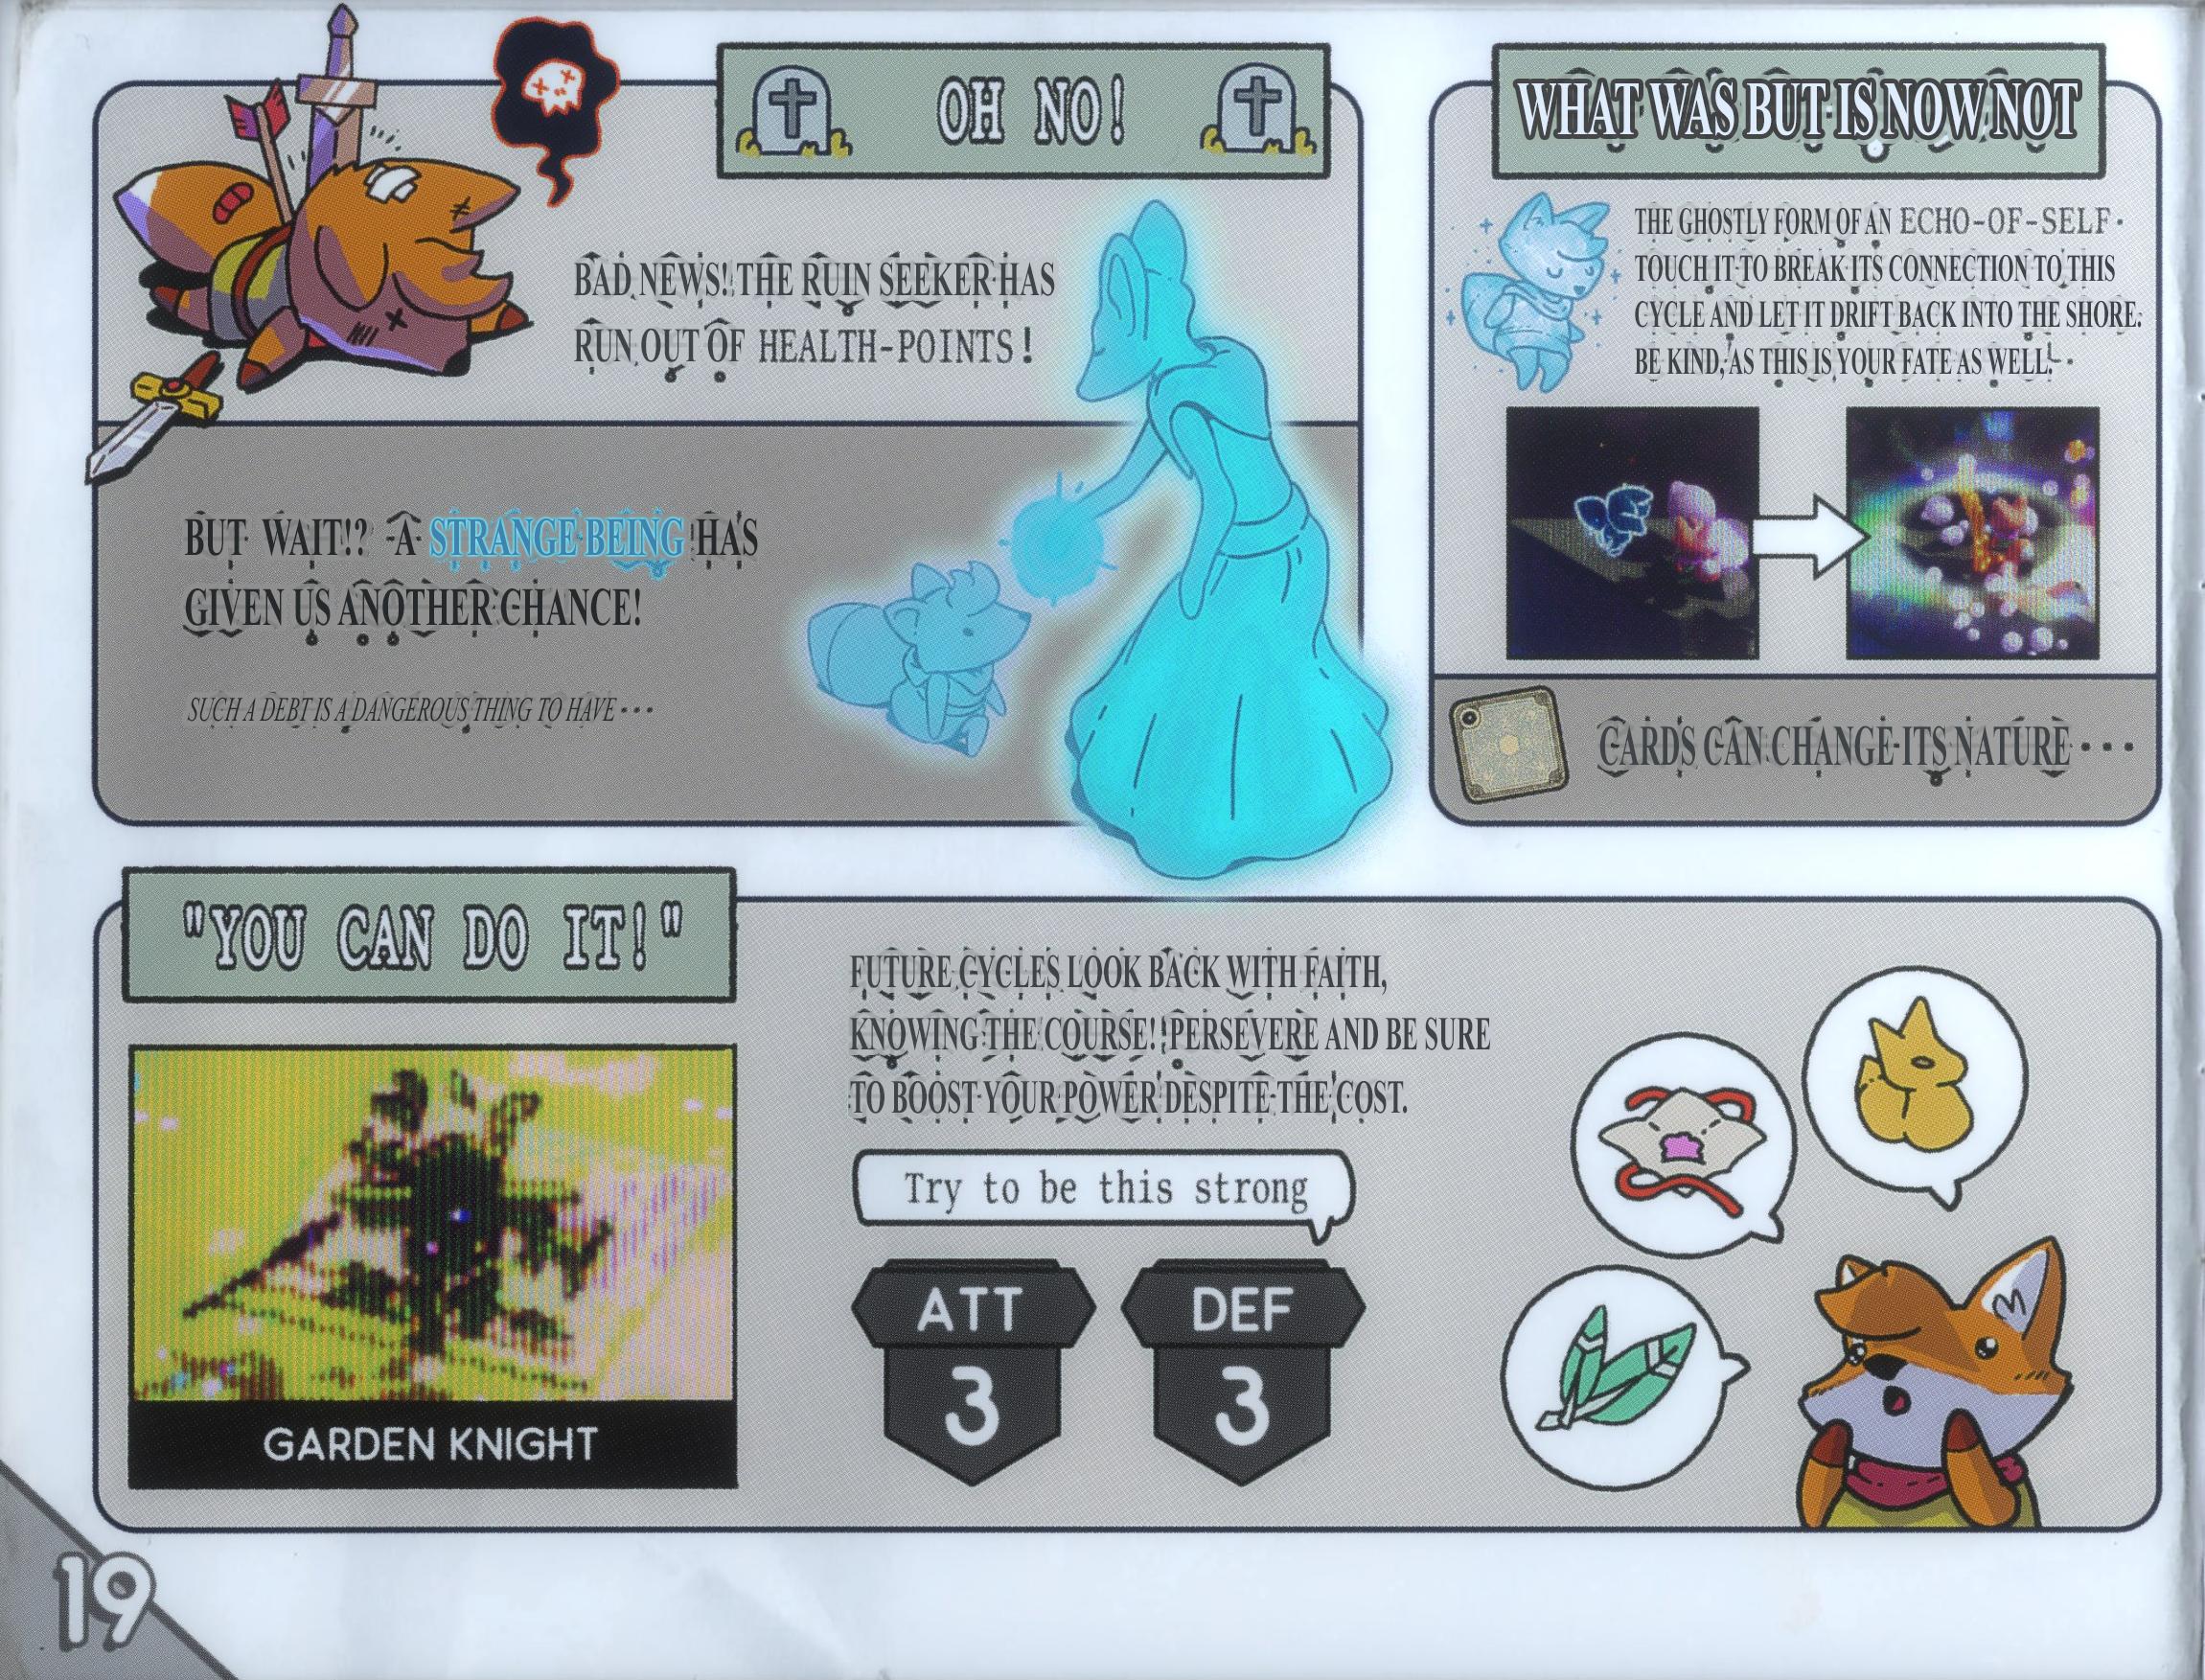 OH NO!
BAD NEWS! THE RUIN SEEKER HAS
RUN OUT OF HEALTH-POINTS!
BUT WAIT!? A STRANGE BEING HAS
GIVEN US ANOTHER CHANCE!
SUCH A DEBT IS A DANGEROUS THING TO HAVE...
WHAT WAS BUT IS NOW NOT
THE GHOSTLY FORM OF AN ECHO-OF-SELF.
TOUCH IT TO BREAK ITS CONNECTION TO THIS
CYCLE AND LET IT DRIFT BACK INTO THE SHORE.
BE KIND, AS THIS IS YOUR FATE AS WELL...
CARDS CAN CHANGE ITS NATURE...
"YOU CAN DO IT!"
GARDEN KNIGHT
FUTURE CYCLES LOOK BACK WITH FAITH,
KNOWING THE COURSE! PERSEVERE AND BE SURE
TO BOOST YOUR POWER DESPITE THE COST.
Try to be this strong
ATT DEF
3 3
19